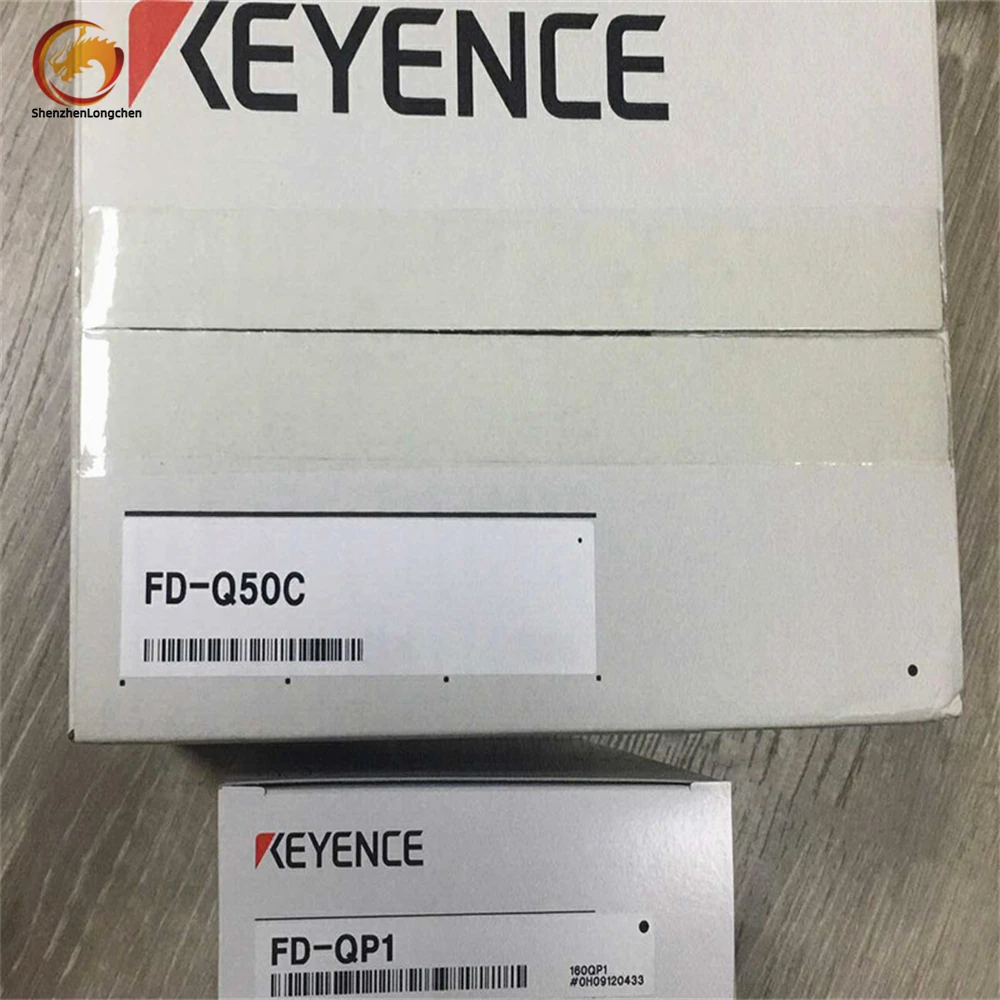 KEYENCE
ShenzhenLongchen
FD-Q50C
KEYENCE
FD-QP1
160QP1
#0H09120433